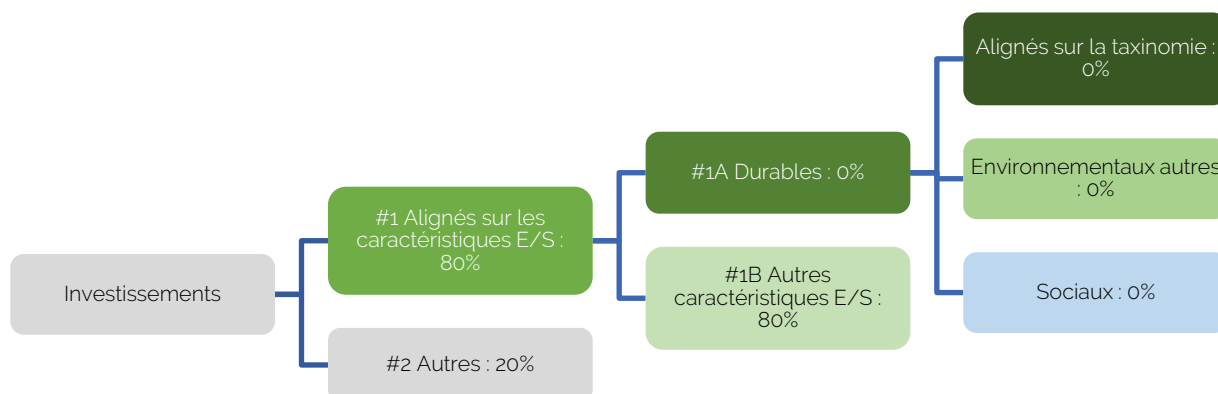 Investissements
#1 Alignés sur les
caractéristiques E/S :
80%
#2 Autres : 20%
#1A Durables : 0%
#1B Autres
caractéristiques E/S :
80%
Alignés sur la taxinomie :
0%
Environnementaux autres
: 0%
Sociaux : 0%